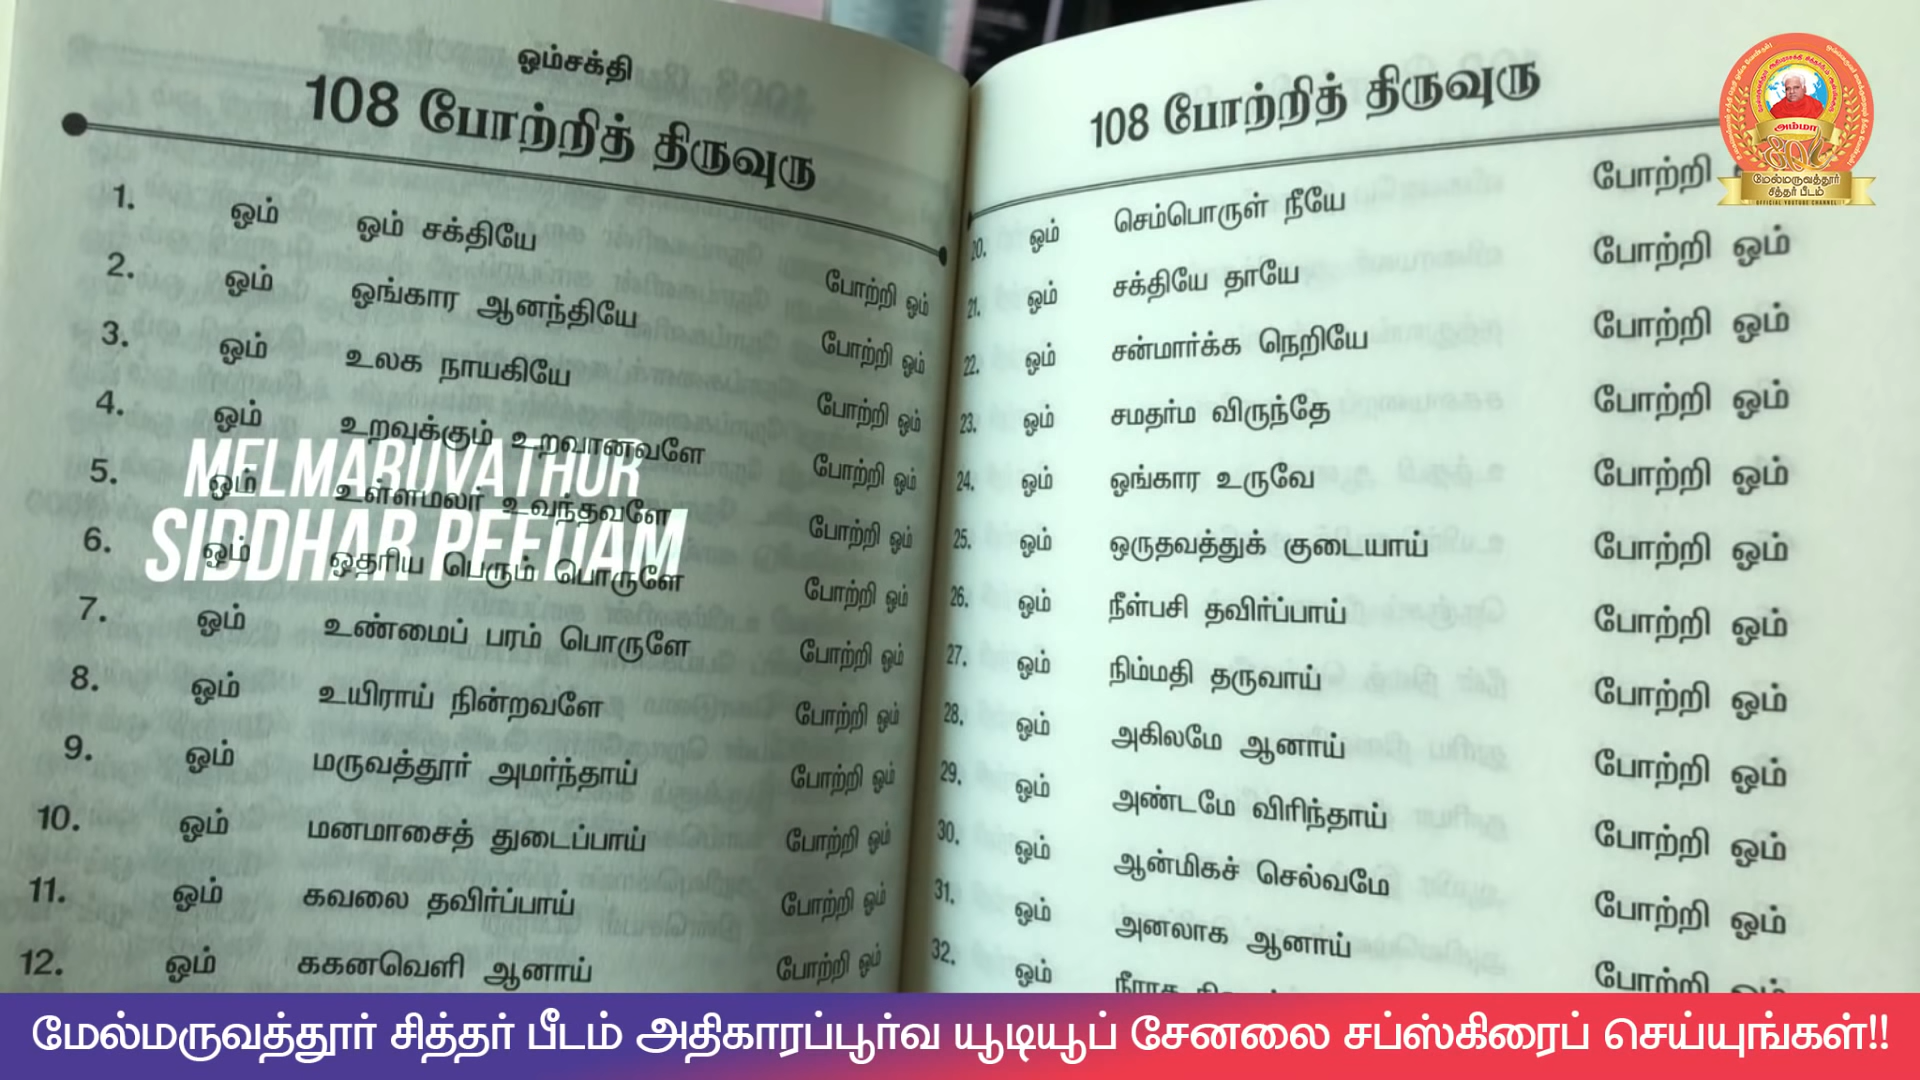 ஓம்சக்தி
108 போற்றித் திருவுரு
1. ஓம் ஓம் சக்தியே போற்றி ஓம்
2. ஓம் ஓங்கார ஆனந்தியே போற்றி ஓம்
3. ஓம் உலக நாயகியே போற்றி ஓம்
4. ஓம் உறவுக்கும் உறவானவளே போற்றி ஓம்
5. ஓம் உள்ளமலர் உவந்தவளே போற்றி ஓம்
6. ஓம் ஓதரிய பெரும் பொருளே போற்றி ஓம்
7. ஓம் உண்மைப் பரம் பொருளே போற்றி ஓம்
8. ஓம் உயிராய் நின்றவளே போற்றி ஓம்
9. ஓம் மருவத்தூர் அமர்ந்தாய் போற்றி ஓம்
10. ஓம் மனமாசைத் துடைப்பாய் போற்றி ஓம்
11. ஓம் கவலை தவிர்ப்பாய் போற்றி ஓம்
12. ஓம் ககனவெளி ஆனாய் போற்றி ஓம்
MELMARUVATHUR
SIDDHAR PEEDAM
108 போற்றித் திருவுரு
20. ஓம் செம்பொருள் நீயே போற்றி
21. ஓம் சக்தியே தாயே போற்றி ஓம்
22. ஓம் சன்மார்க்க நெறியே போற்றி ஓம்
23. ஓம் சமதர்ம விருந்தே போற்றி ஓம்
24. ஓம் ஓங்கார உருவே போற்றி ஓம்
25. ஓம் ஒருதவத்துக் குடையாய் போற்றி ஓம்
26. ஓம் நீள்பசி தவிர்ப்பாய் போற்றி ஓம்
27. ஓம் நிம்மதி தருவாய் போற்றி ஓம்
28. ஓம் அகிலமே ஆனாய் போற்றி ஓம்
29. ஓம் அண்டமே விரிந்தாய் போற்றி ஓம்
30. ஓம் ஆன்மிகச் செல்வமே போற்றி ஓம்
31. ஓம் அனலாக ஆனாய் போற்றி ஓம்
32. ஓம்
அம்மா
மேல்மருவத்தூர்
சித்தர் பீடம்
OFFICIAL YOUTUBE CHANNEL
மேல்மருவத்தூர் சித்தர் பீடம் அதிகாரப்பூர்வ யூடியூப் சேனலை சப்ஸ்கிரைப் செய்யுங்கள்!!